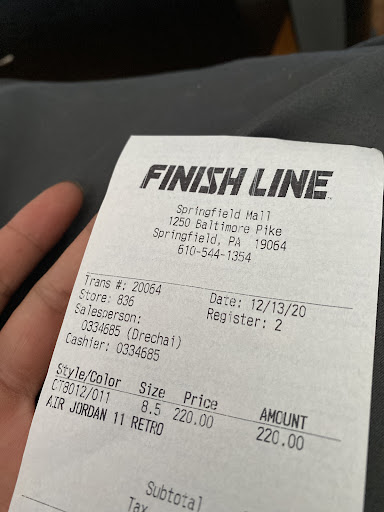 FINISH LINE
Springfield Mall
1250 Baltimore Pike
Springfield, PA 19064
610-544-1354
Trans #: 20064 Date: 12/13/20
Store: 836 Register: 2
Salesperson:
0334685 (Drechai)
Cashier: 0334685
Style/Color Size Price AMOUNT
CT8012/011 8.5 220.00 220.00
AIR JORDAN 11 RETRO
Subtotal
Tax